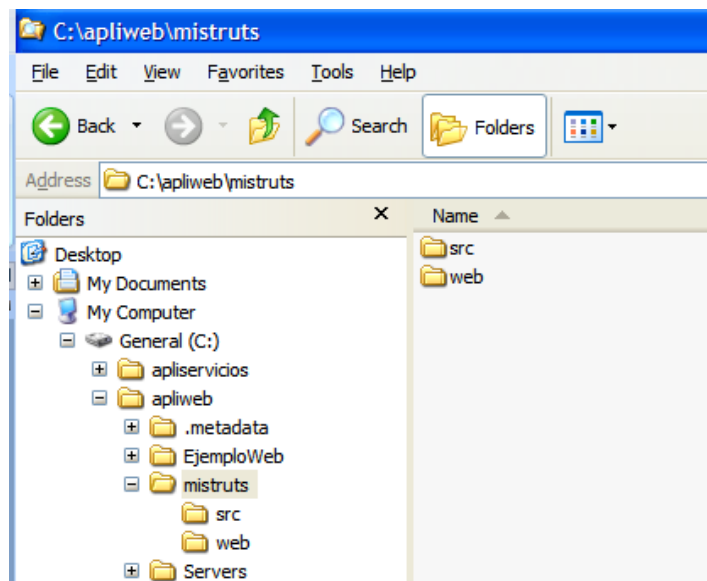 C:\apliweb\mistruts
File Edit View Favorites Tools Help
Back Search Folders
Address C:\apliweb\mistruts
Folders X Name
Desktop src
My Documents web
My Computer
General (C:)
apliservicios
apliweb
.metadata
EjemploWeb
mistruts
src
web
Servers